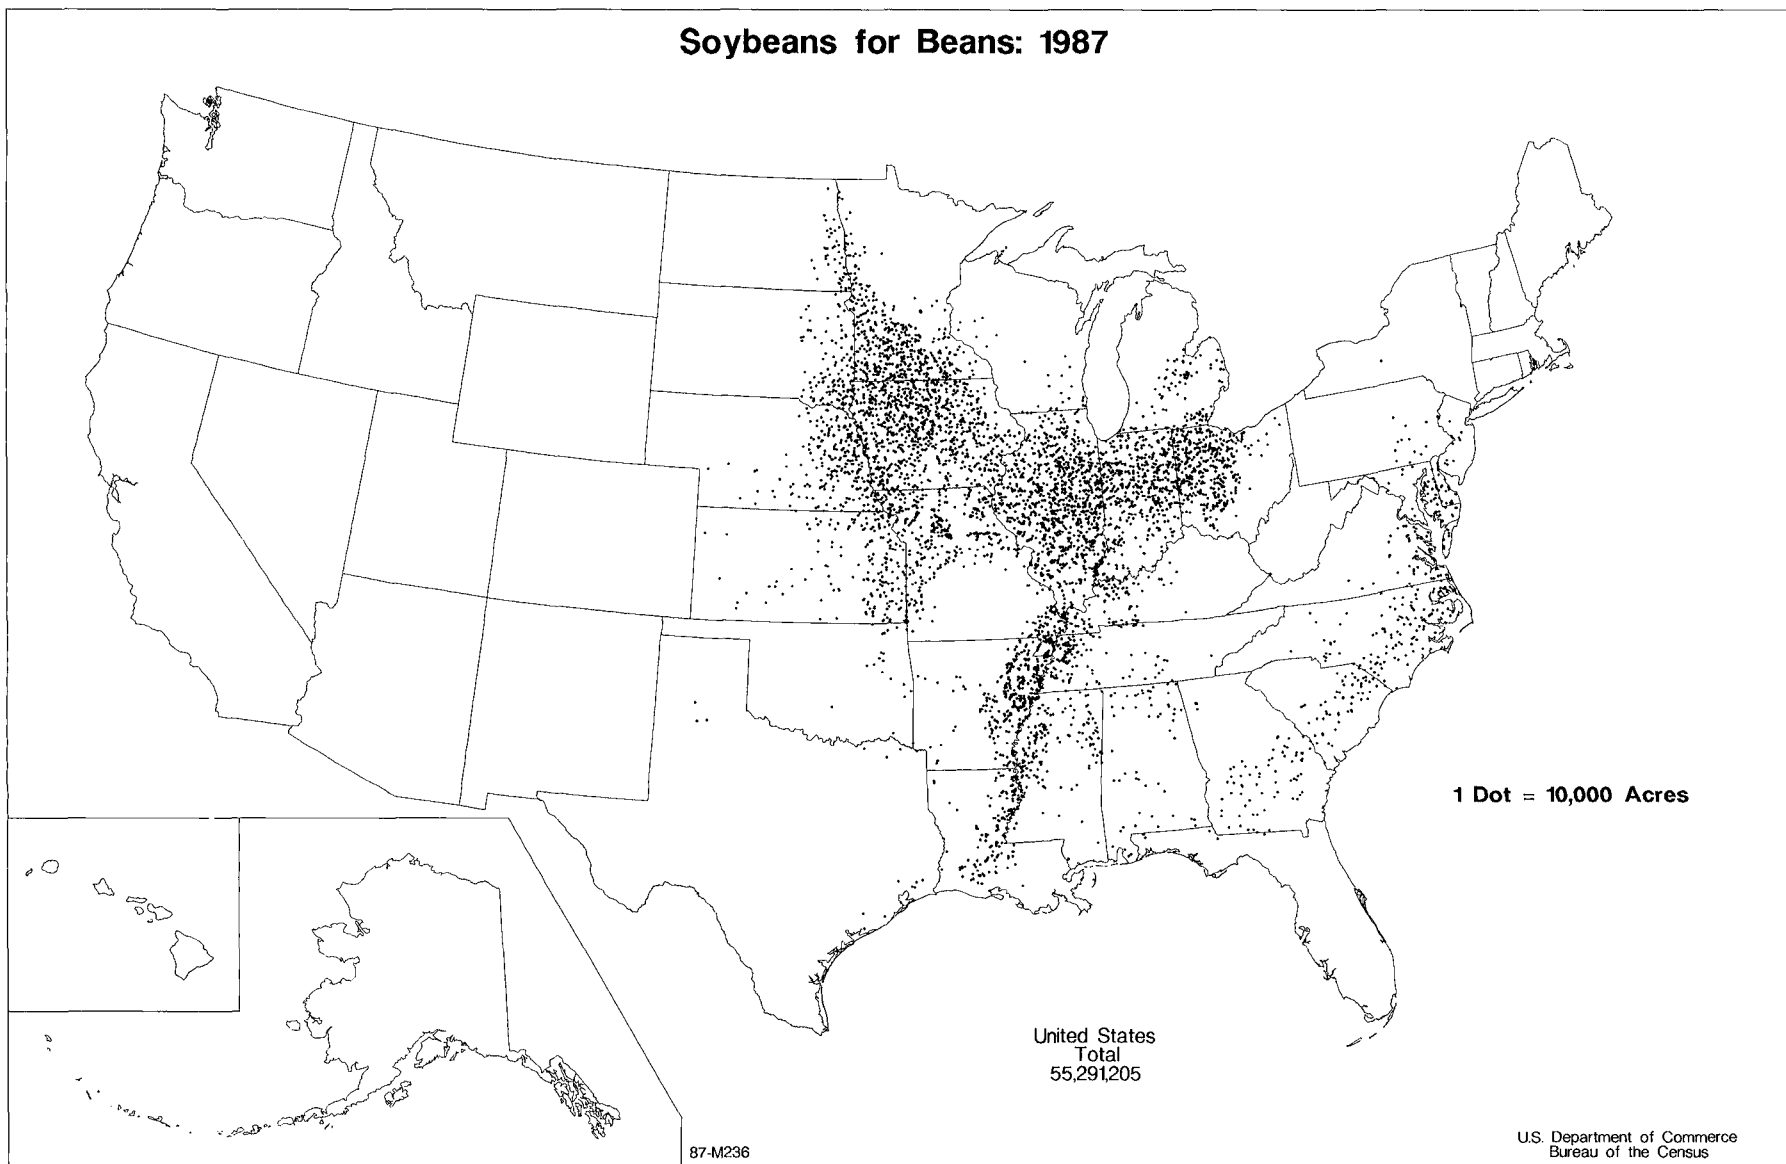 Soybeans for Beans: 1987
1 Dot = 10,000 Acres
United States
Total
55,291,205
87-M236
U.S. Department of Commerce
Bureau of the Census